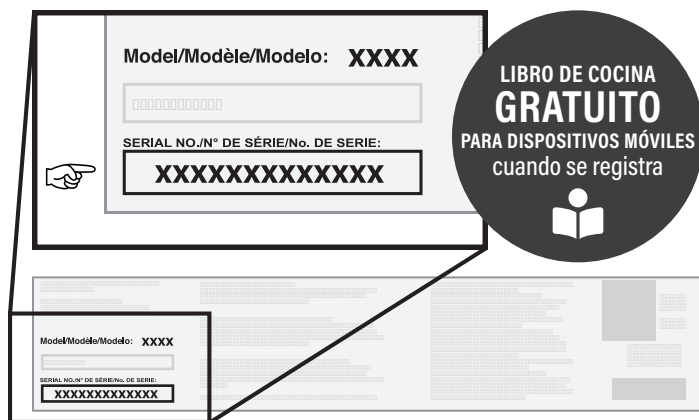 Model/Modèle/Modelo: XXXX
SERIAL NO./N° DE SÉRIE/No. DE SERIE:
XXXXXXXXXXXXX
LIBRO DE COCINA
GRATUITO
PARA DISPOSITIVOS MÓVILES
cuando se registra
Model/Modèle/Modelo: XXXX
SERIAL NO./N° DE SÉRIE/No. DE SERIE:
XXXXXXXXXXXXX